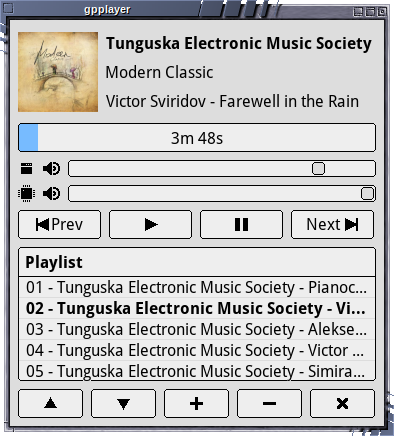 gpplayer
Tunguska Electronic Music Society
Modern Classic
Victor Sviridov - Farewell in the Rain
3m 48s
Prev
Next
Playlist
01 - Tunguska Electronic Music Society - Pianoc...
02 - Tunguska Electronic Music Society - Vi...
03 - Tunguska Electronic Music Society - Alekse...
04 - Tunguska Electronic Music Society - Victor ...
05 - Tunguska Electronic Music Society - Simira...